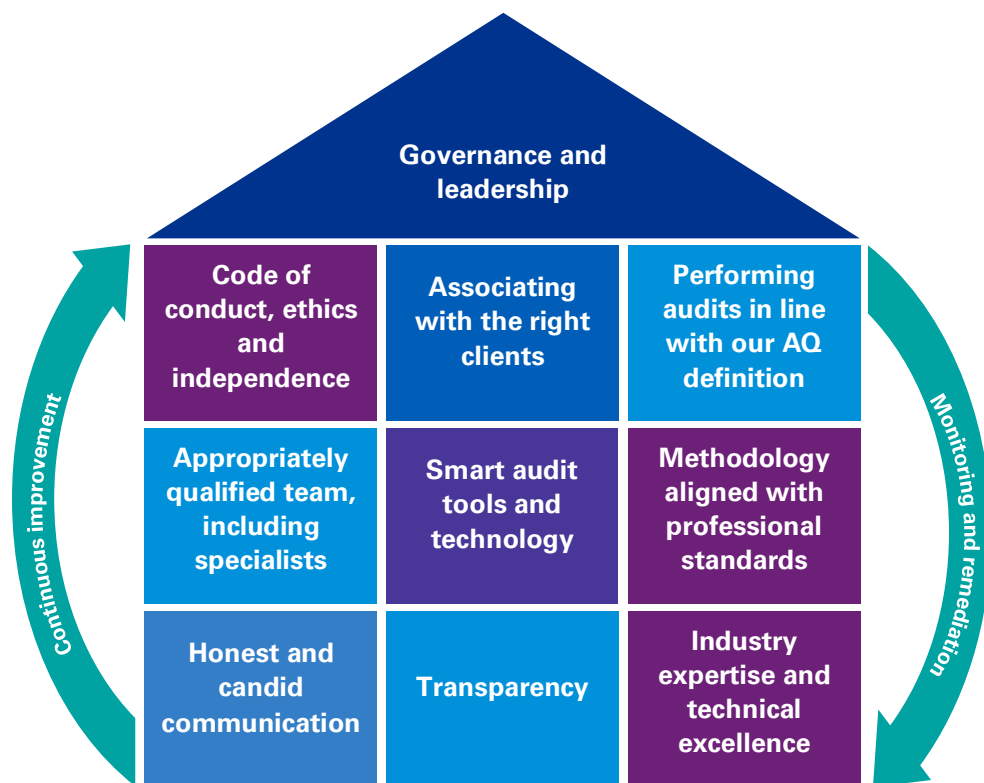 Governance and
leadership
Code of
conduct, ethics
and
independence
Associating
with the right
clients
Performing
audits in line
with our AQ
definition
Appropriately
qualified team,
including
specialists
Smart audit
tools and
technology
Methodology
aligned with
professional
standards
Honest and
candid
communication
Transparency
Industry
expertise and
technical
excellence
Continuous improvement
Monitoring and remediation